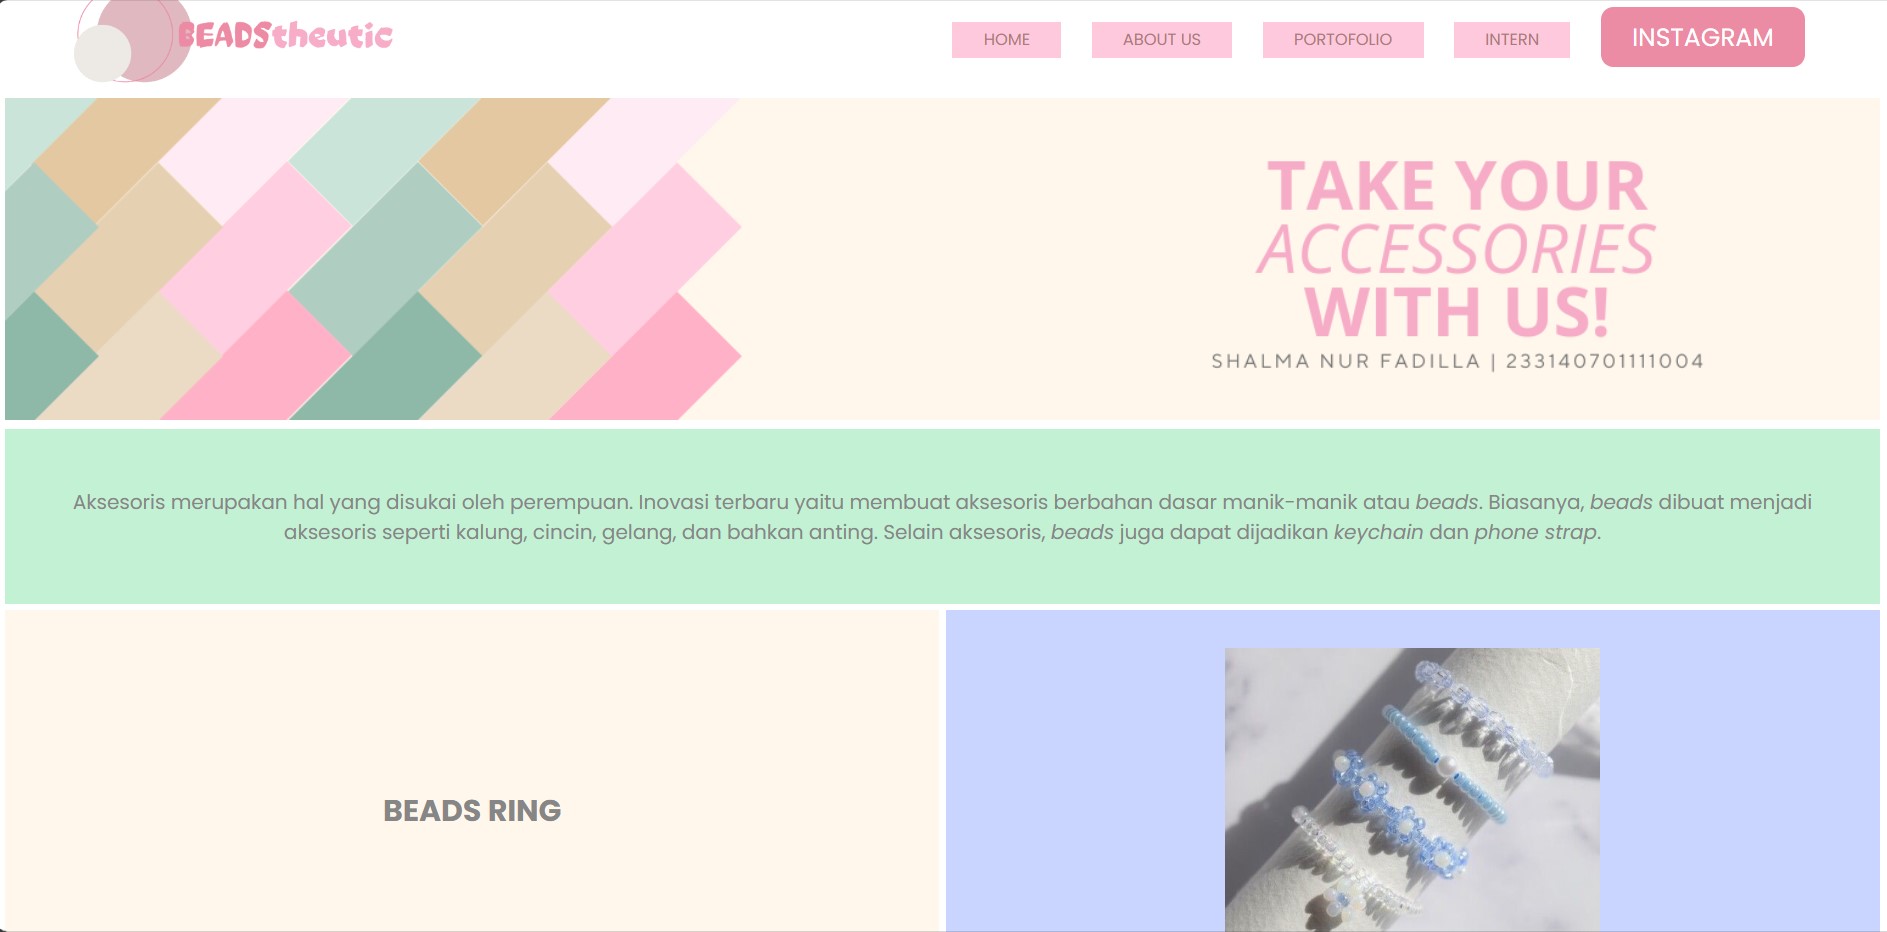 BEADStheutic
HOME
ABOUT US
PORTOFOLIO
INTERN
INSTAGRAM
TAKE YOUR
ACCESSORIES
WITH US!
SHALMA NUR FADILLA | 233140701111004
Aksesoris merupakan hal yang disukai oleh perempuan. Inovasi terbaru yaitu membuat aksesoris berbahan dasar manik-manik atau beads. Biasanya, beads dibuat menjadi
aksesoris seperti kalung, cincin, gelang, dan bahkan anting. Selain aksesoris, beads juga dapat dijadikan keychain dan phone strap.
BEADS RING